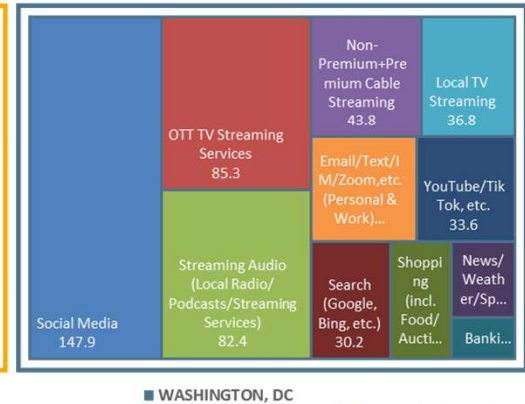 Social Media
147.9
OTT TV Streaming
Services
85.3
Streaming Audio
(Local Radio/
Podcasts/Streaming
Services)
82.4
Non-
Premium+Pre
mium Cable
Streaming
43.8
Local TV
Streaming
36.8
Email/Text/I
M/Zoom,etc.
(Personal &
Work)...
YouTube/Tik
Tok, etc.
33.6
Search
(Google,
Bing, etc.)
30.2
Shoppi
ng
(incl.
Food/
Aucti...
News/
Weath
er/Sp...
Banki...
WASHINGTON, DC